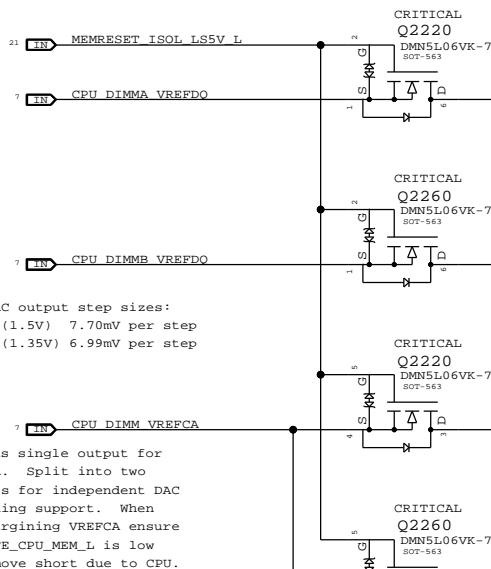 CRITICAL
Q2220
DMN5L06VK-7
SOT-563
21 IN MEMRESET_ISOL_LS5V_L
2
G
S
D
1
6
7 IN CPU_DIMMA_VREFDQ
CRITICAL
Q2260
DMN5L06VK-7
SOT-563
2
G
S
D
1
6
7 IN CPU_DIMMB_VREFDQ
C output step sizes:
(1.5V) 7.70mV per step
(1.35V) 6.99mV per step
CRITICAL
Q2220
DMN5L06VK-7
SOT-563
5
G
S
D
4
3
7 IN CPU_DIMM_VREFCA
s single output for
. Split into two
s for independent DAC
ing support. When
rgining VREFCA ensure
E_CPU_MEM_L is low
ove short due to CPU.
CRITICAL
Q2260
DMN5L06VK-7
SOT-563
5
G